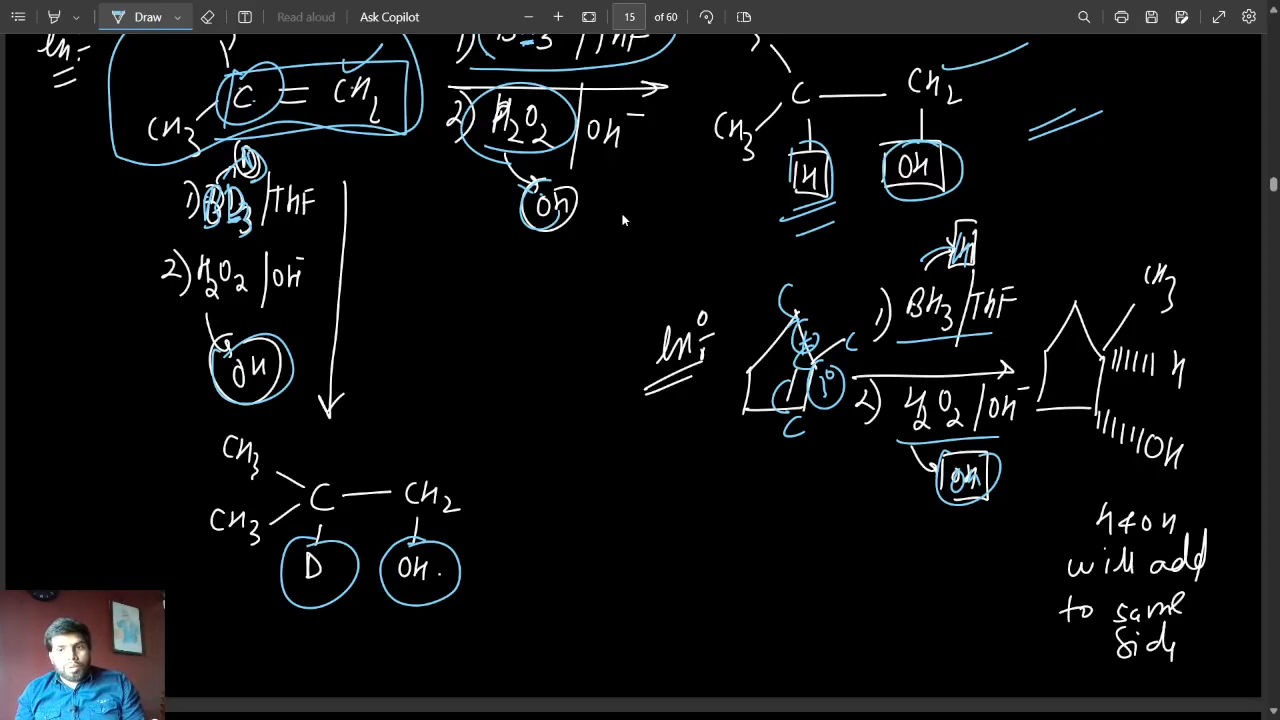 Draw
Read aloud
Ask Copilot
15
of 60
CH3
C
=
CH2
2) H2O2 / OH−
OH
CH3
C
CH2
H
OH
1) BD3 / THF
D
2) H2O2 / OH−
OH
CH3
C
CH2
CH3
D
OH.
C
C
C
1) BH3 / THF
H
2) H2O2 / OH−
OH
CH3
H
OH
H & OH
will add
to same
side